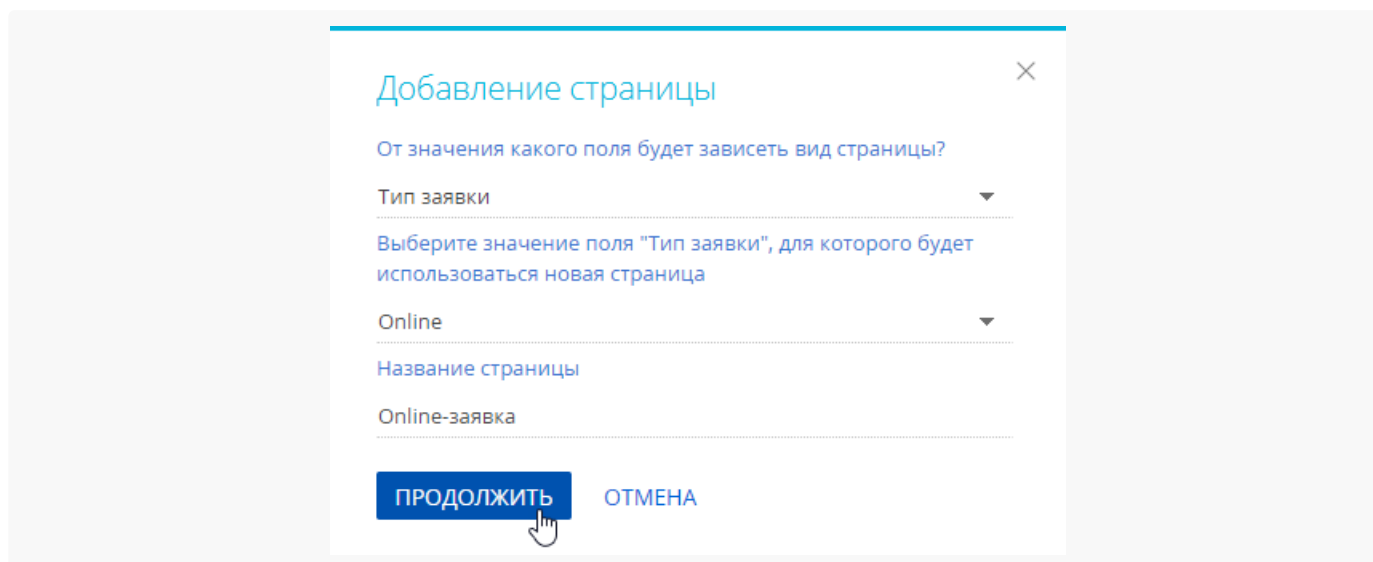 Добавление страницы
От значения какого поля будет зависеть вид страницы?
Тип заявки
Выберите значение поля "Тип заявки", для которого будет
использоваться новая страница
Online
Название страницы
Online-заявка
ПРОДОЛЖИТЬ ОТМЕНА